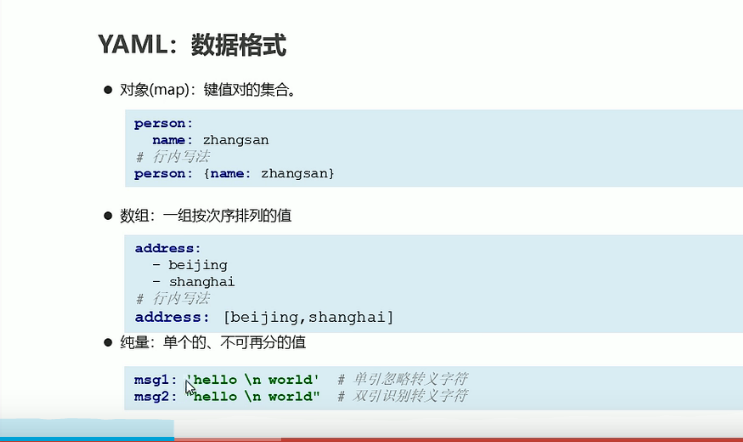 YAML：数据格式
● 对象(map)：键值对的集合。
person:
  name: zhangsan
# 行内写法
person: {name: zhangsan}
● 数组：一组按次序排列的值
address:
  - beijing
  - shanghai
# 行内写法
address: [beijing,shanghai]
● 纯量：单个的、不可再分的值
msg1: 'hello \n world'  # 单引忽略转义字符
msg2: "hello \n world"  # 双引识别转义字符